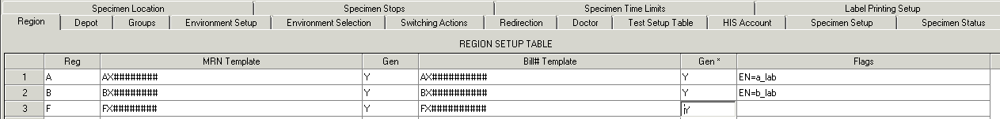 Specimen Location Specimen Stops Specimen Time Limits Label Printing Setup
Region Depot Groups Environment Setup Environment Selection Switching Actions Redirection Doctor Test Setup Table HIS Account Specimen Setup Specimen Status
REGION SETUP TABLE
Reg MRN Template Gen Bill# Template Gen * Flags
1 A AX######## Y AX########## Y EN=a_lab
2 B BX######## Y BX########## Y EN=b_lab
3 F FX######## Y FX########## Y